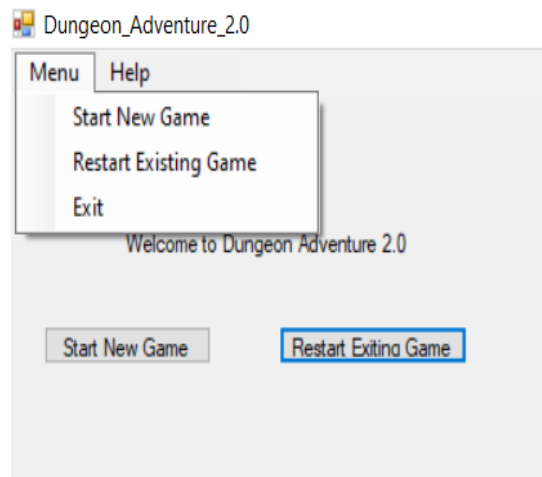 Dungeon_Adventure_2.0
Menu Help
Start New Game
Restart Existing Game
Exit
Welcome to Dungeon Adventure 2.0
Start New Game Restart Exiting Game